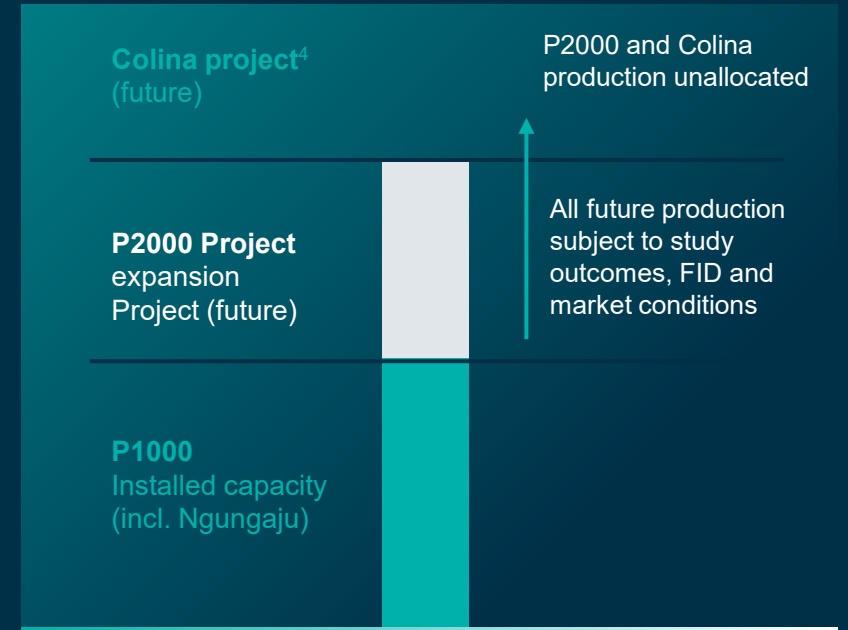 Colina project4
(future)
P2000 and Colina
production unallocated
P2000 Project
expansion
Project (future)
All future production
subject to study
outcomes, FID and
market conditions
P1000
Installed capacity
(incl. Ngungaju)